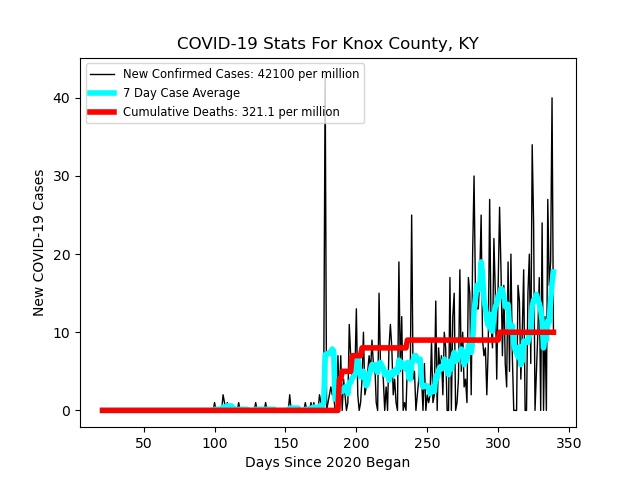 COVID-19 Stats For Knox County, KY
New Confirmed Cases: 42100 per million
7 Day Case Average
Cumulative Deaths: 321.1 per million
New COVID-19 Cases
40
30
20
10
0
50 100 150 200 250 300 350
Days Since 2020 Began